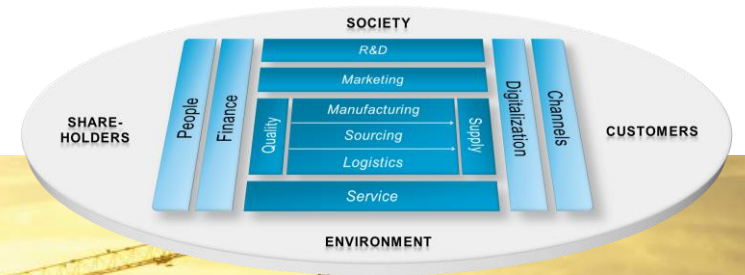 SOCIETY
R&D
Marketing
People
Finance
Quality
Manufacturing
Sourcing
Logistics
Supply
Digitalization
Channels
SHARE-
HOLDERS
CUSTOMERS
Service
ENVIRONMENT